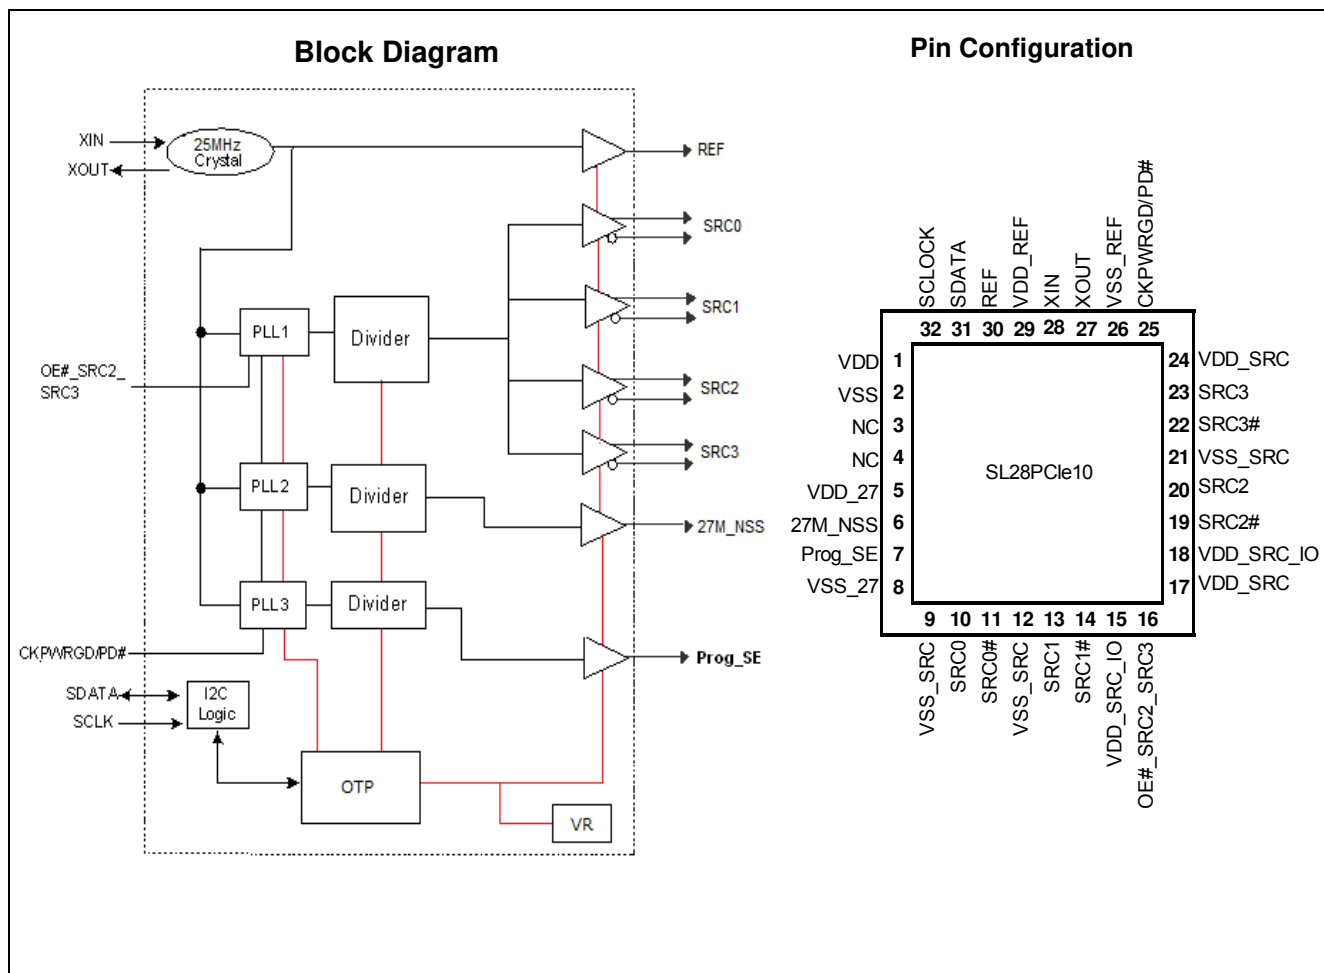 Block Diagram
XIN
XOUT
25MHz
Crystal
REF
SRC0
SRC1
SRC2
SRC3
27M_NSS
Prog_SE
PLL1
Divider
OE#_SRC2_
SRC3
PLL2
Divider
PLL3
Divider
CKPWRGD/PD#
SDATA
SCLK
I2C
Logic
OTP
VR
Pin Configuration
SCLOCK
SDATA
REF
VDD_REF
XIN
XOUT
VSS_REF
CKPWRGD/PD#
32 31 30 29 28 27 26 25
VDD 1
VSS 2
NC 3
NC 4
VDD_27 5
27M_NSS 6
Prog_SE 7
VSS_27 8
SL28PCIe10
24 VDD_SRC
23 SRC3
22 SRC3#
21 VSS_SRC
20 SRC2
19 SRC2#
18 VDD_SRC_IO
17 VDD_SRC
9 10 11 12 13 14 15 16
VSS_SRC
SRC0
SRC0#
VSS_SRC
SRC1
SRC1#
VDD_SRC_IO
OE#_SRC2_SRC3